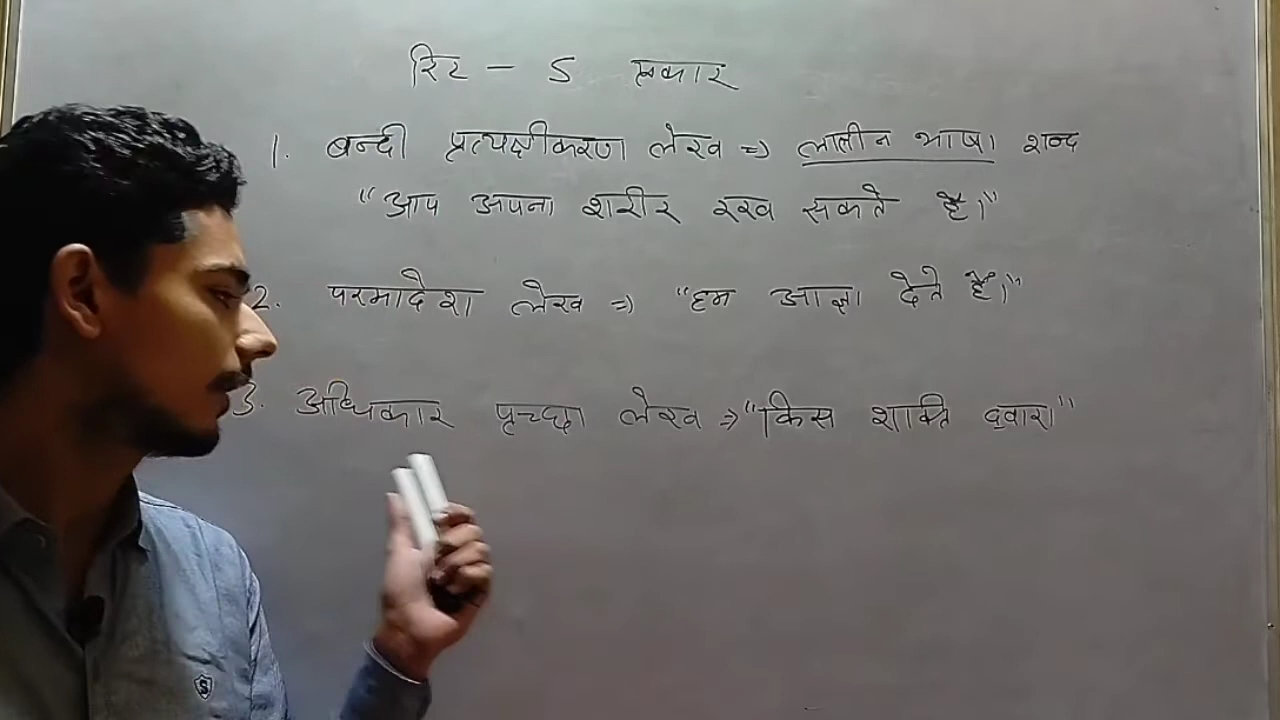 रिट - 5 प्रकार
1. बन्दी प्रत्यक्षीकरण लेख => लातीन भाषा शब्द
"आप अपना शरीर रख सकते है।"
2. परमादेश लेख => "हम आज्ञा देते हैं।"
3. अधिकार पृच्छा लेख => "किस शक्ति द्वारा"
S